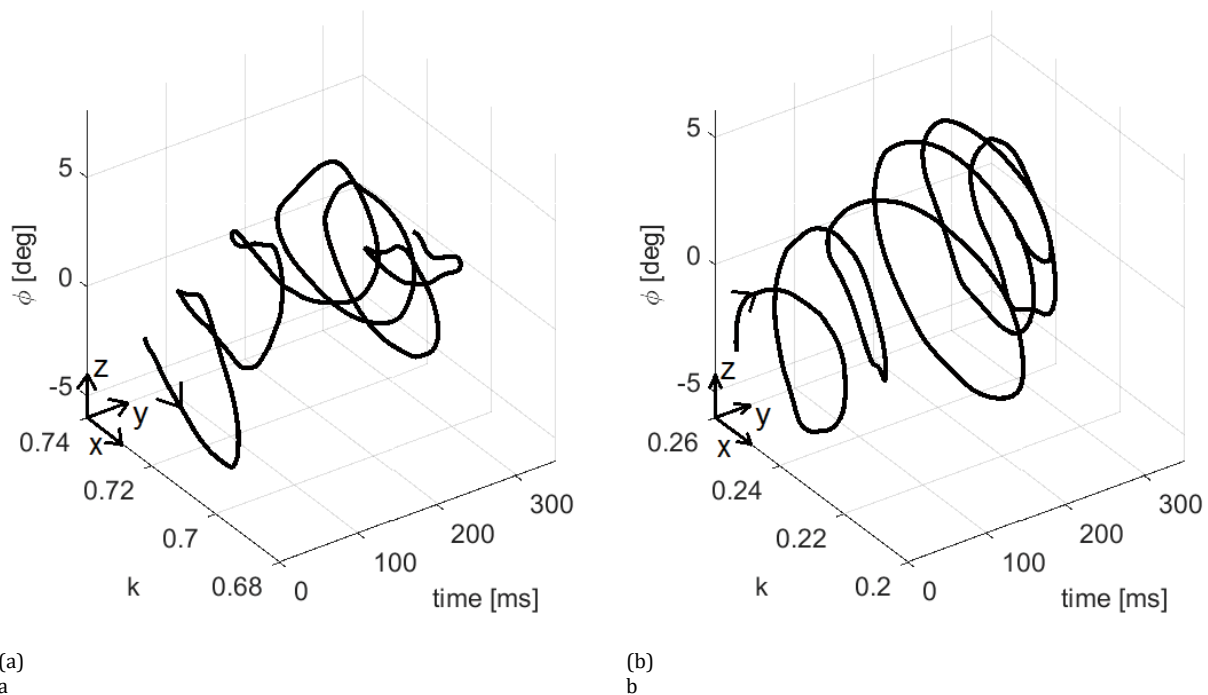 5
0
-5
ϕ [deg]
z
y
x
0.74
0.72
0.7
0.68
k
0
100
200
300
time [ms]
5
0
-5
ϕ [deg]
z
y
x
0.26
0.24
0.22
0.2
k
0
100
200
300
time [ms]
(a)
a
(b)
b